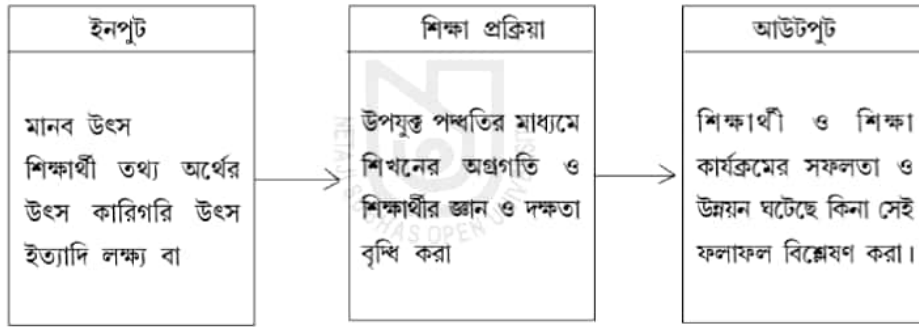 ইনপুট
মানব উৎস
শিক্ষার্থী তথ্য অর্থের
উৎস কারিগরি উৎস
ইত্যাদি লক্ষ্য বা
শিক্ষা প্রক্রিয়া
উপযুক্ত পদ্ধতির মাধ্যমে
শিখনের অগ্রগতি ও
শিক্ষার্থীর জ্ঞান ও দক্ষতা
বৃদ্ধি করা
আউটপুট
শিক্ষার্থী ও শিক্ষা
কার্যক্রমের সফলতা ও
উন্নয়ন ঘটেছে কিনা সেই
ফলাফল বিশ্লেষণ করা।